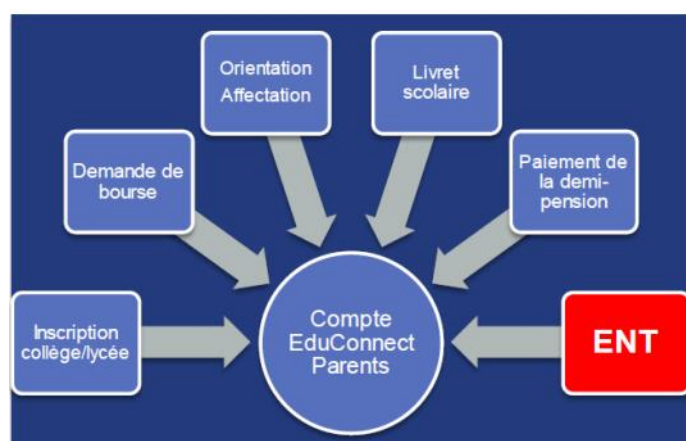 Orientation
Affectation
Livret
scolaire
Demande de
bourse
Paiement de
la demi-
pension
Inscription
collège/lycée
Compte
EduConnect
Parents
ENT